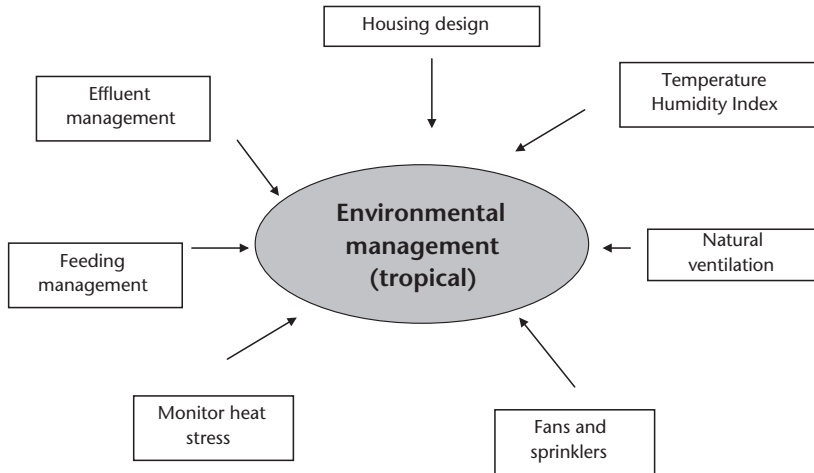 Housing design
Temperature
Humidity Index
Effluent
management
Environmental
management
(tropical)
Natural
ventilation
Feeding
management
Monitor heat
stress
Fans and
sprinklers